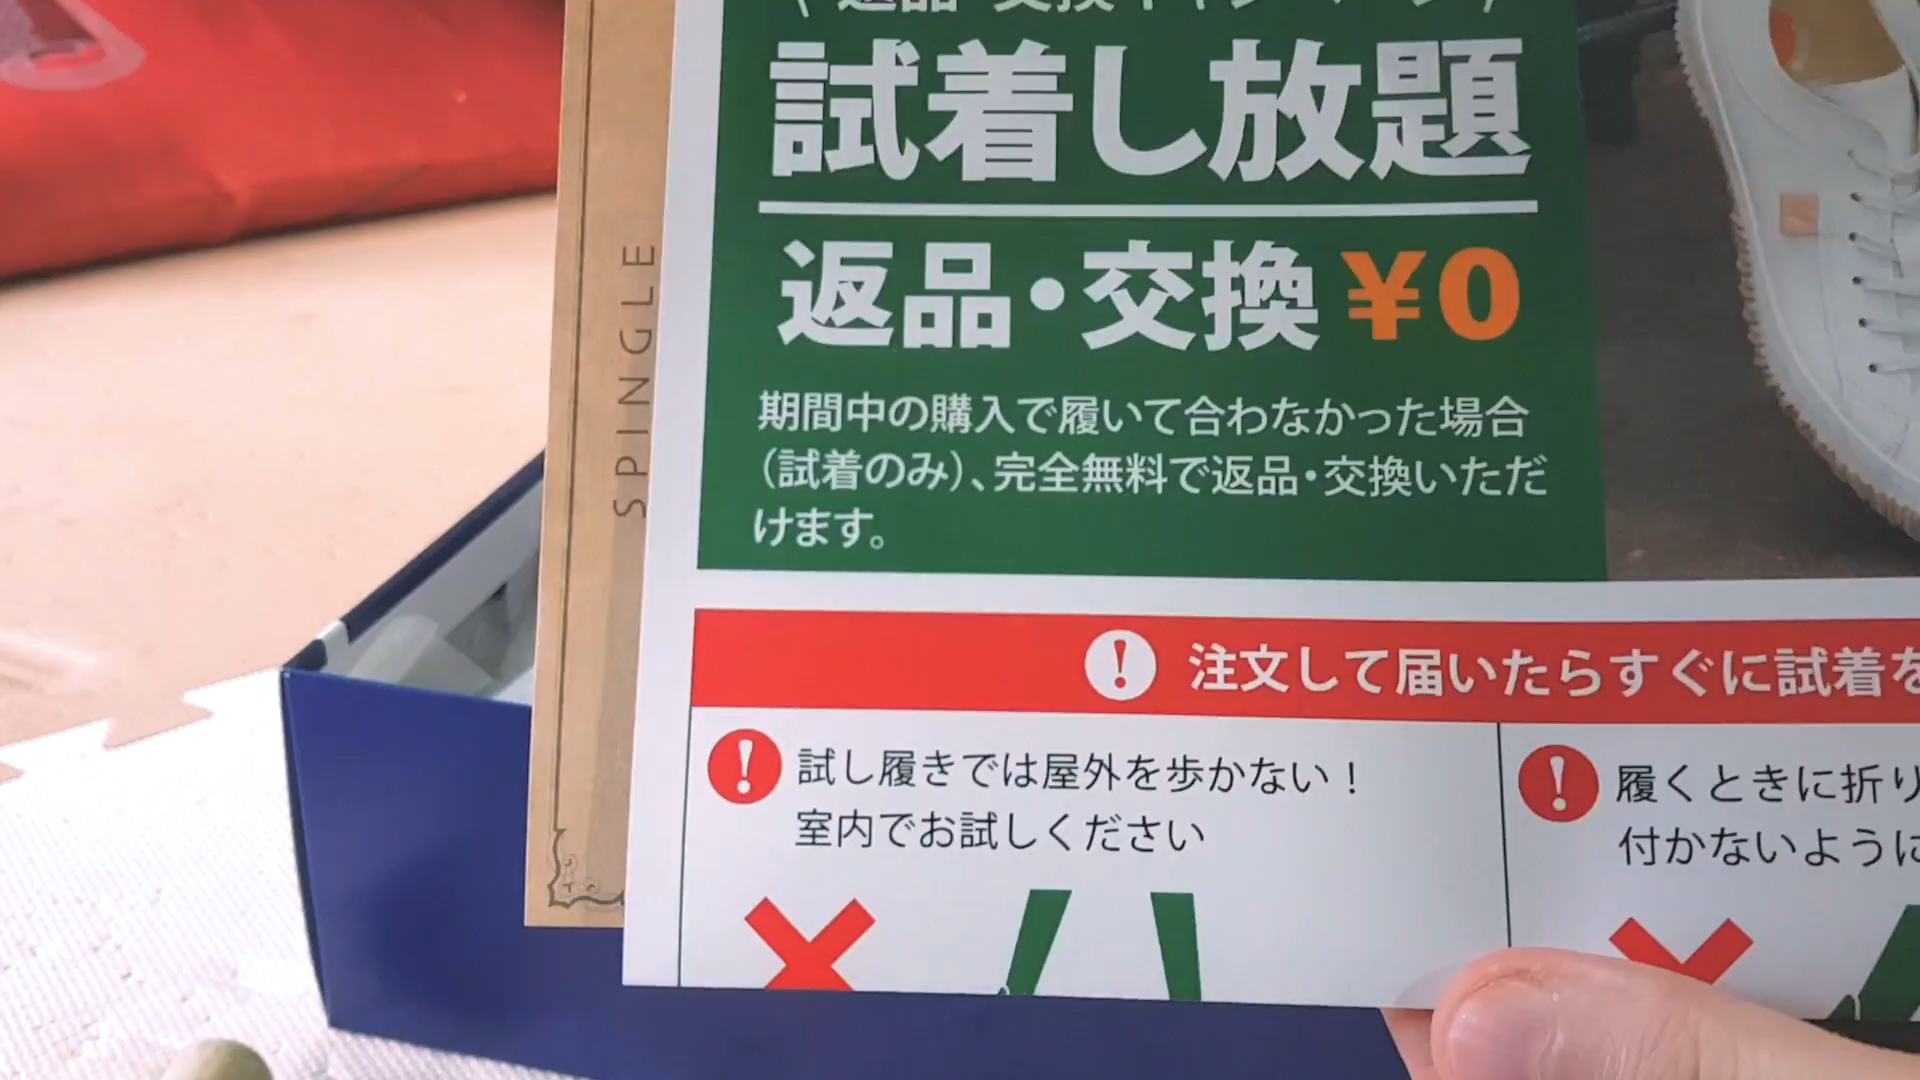 試着し放題
返品・交換 ¥0
期間中の購入で履いて合わなかった場合
(試着のみ)、完全無料で返品・交換いただ
けます。
SPINGLE
注文して届いたらすぐに試着を
試し履きでは屋外を歩かない!
室内でお試しください
履くときに折り
付かないように